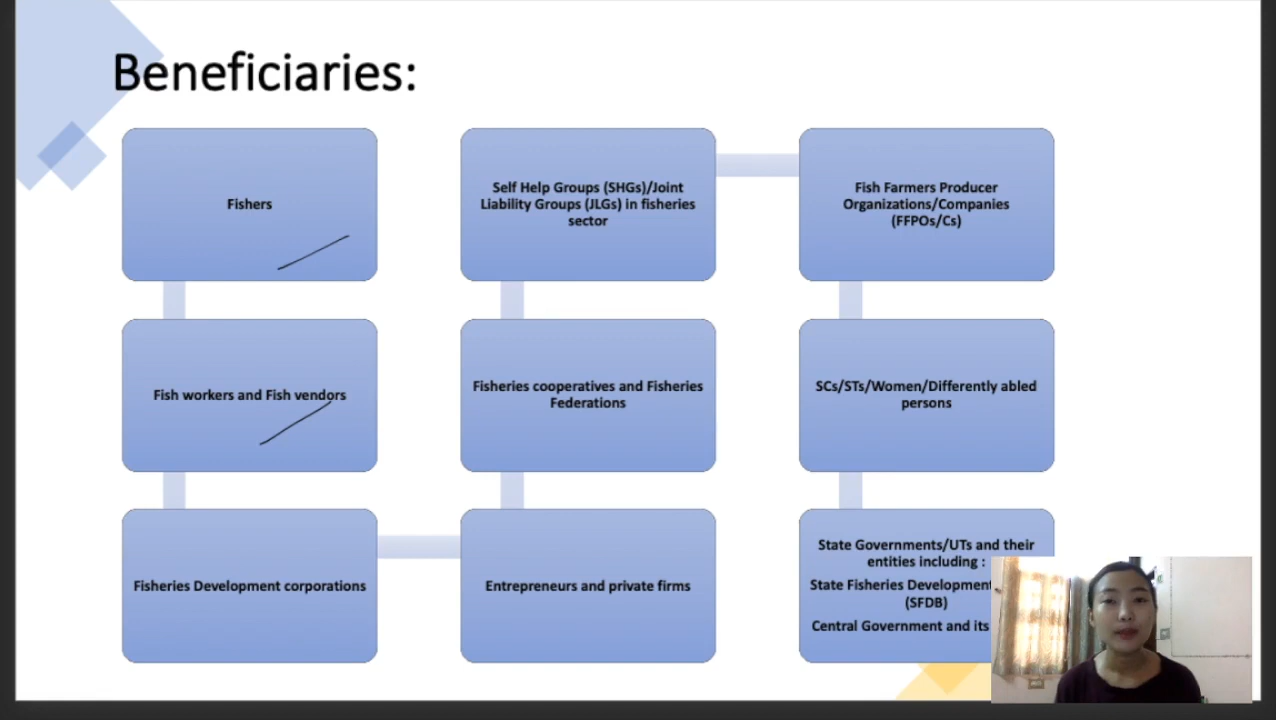 Beneficiaries:
Fishers
Fish workers and Fish vendors
Fisheries Development corporations
Entrepreneurs and private firms
Fisheries cooperatives and Fisheries
Federations
Self Help Groups (SHGs)/Joint
Liability Groups (JLGs) in fisheries
sector
Fish Farmers Producer
Organizations/Companies
(FFPOs/Cs)
SCs/STs/Women/Differently abled
persons
State Governments/UTs and their
entities including :
State Fisheries Development
(SFDB)
Central Government and its